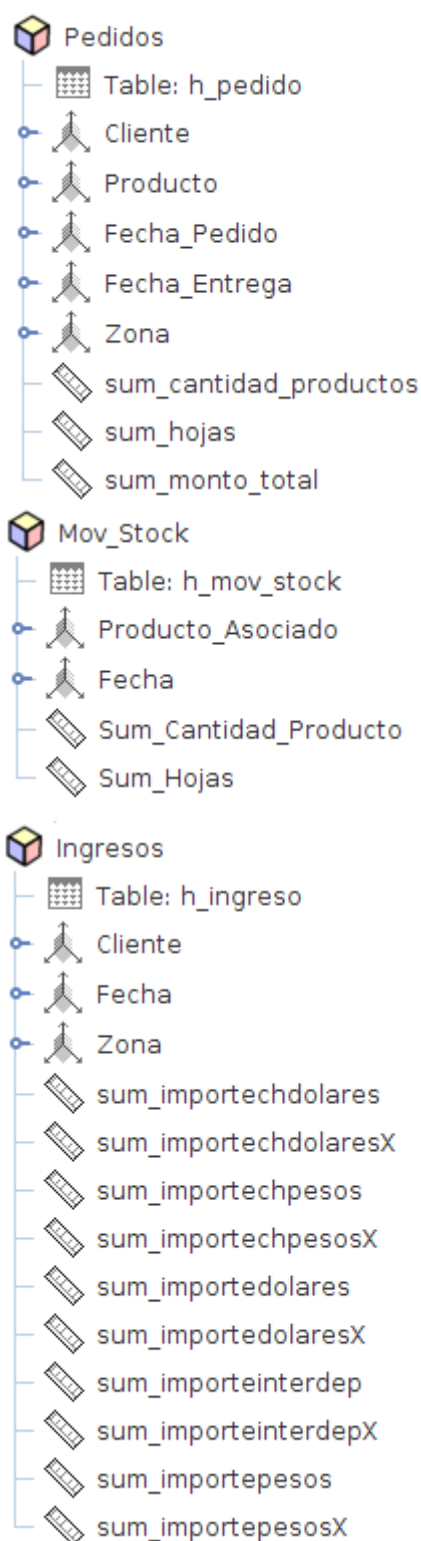 Pedidos
Table: h_pedido
Cliente
Producto
Fecha_Pedido
Fecha_Entrega
Zona
sum_cantidad_productos
sum_hojas
sum_monto_total
Mov_Stock
Table: h_mov_stock
Producto_Asociado
Fecha
Sum_Cantidad_Producto
Sum_Hojas
Ingresos
Table: h_ingreso
Cliente
Fecha
Zona
sum_importechdolares
sum_importechdolaresX
sum_importechpesos
sum_importechpesosX
sum_importedolares
sum_importedolaresX
sum_importeinterdep
sum_importeinterdepX
sum_importepesos
sum_importepesosX